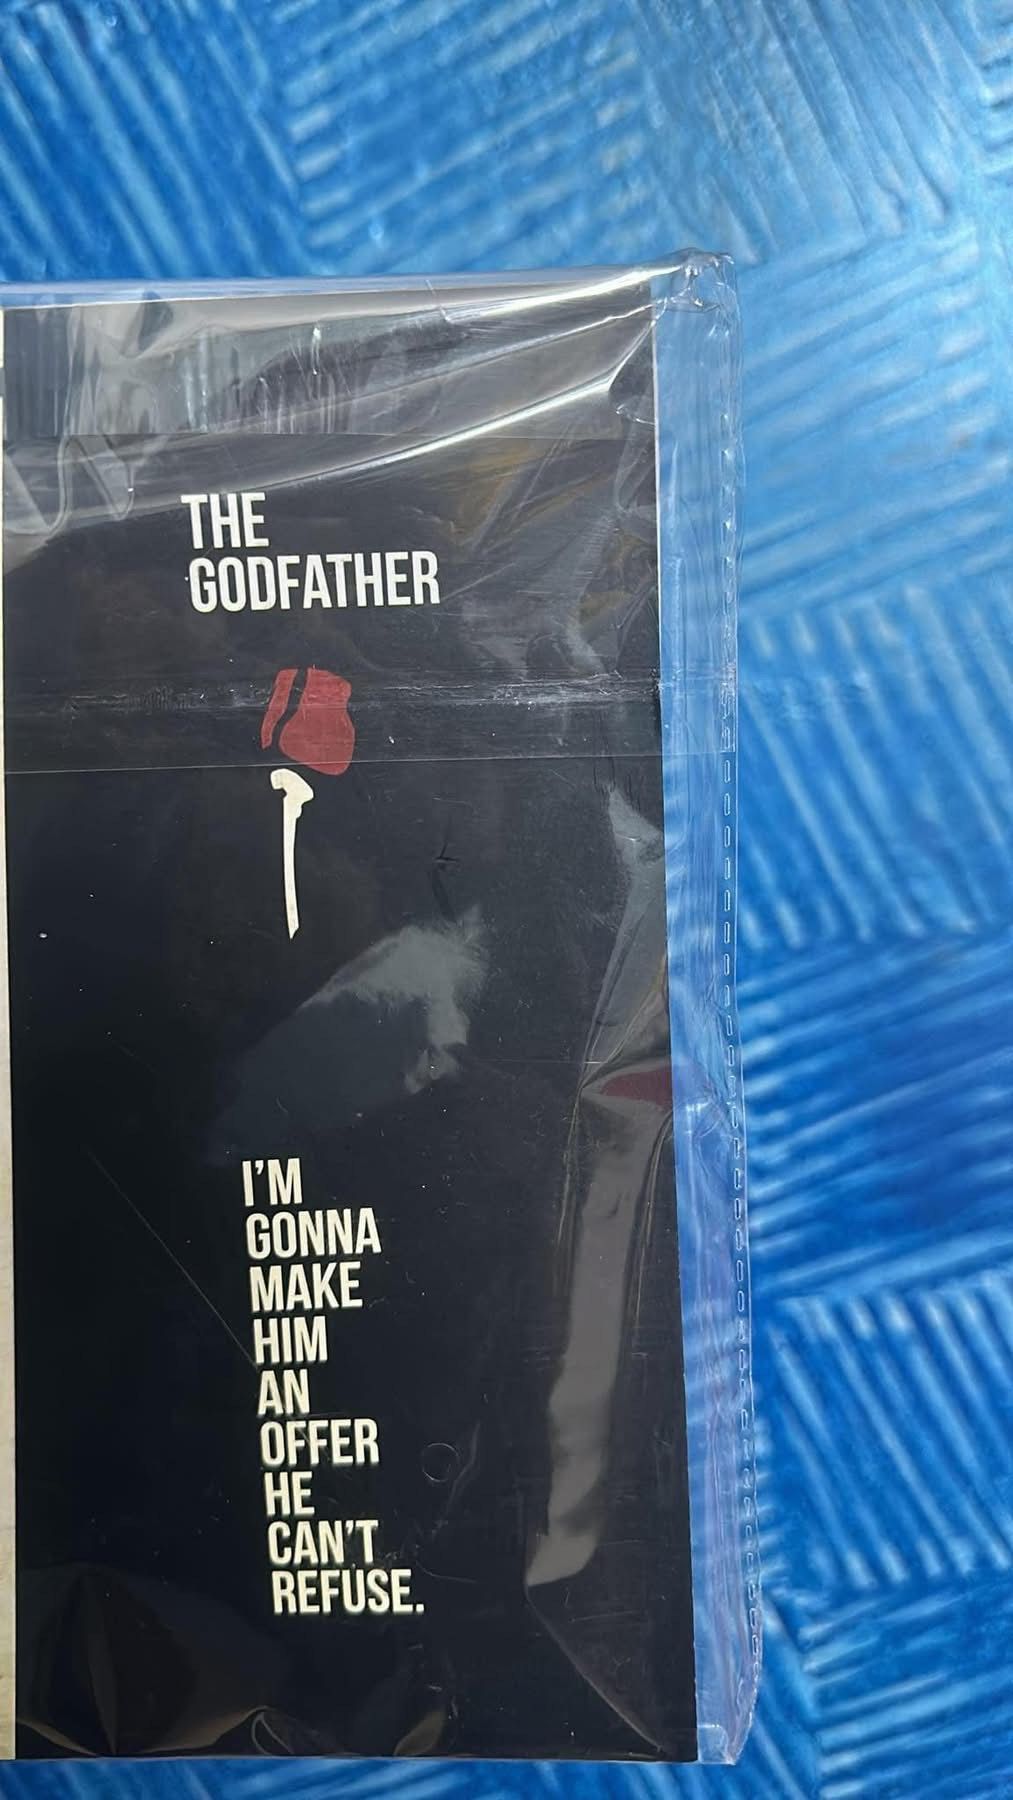 THE
GODFATHER
I'M
GONNA
MAKE
HIM
AN
OFFER
HE
CAN'T
REFUSE.